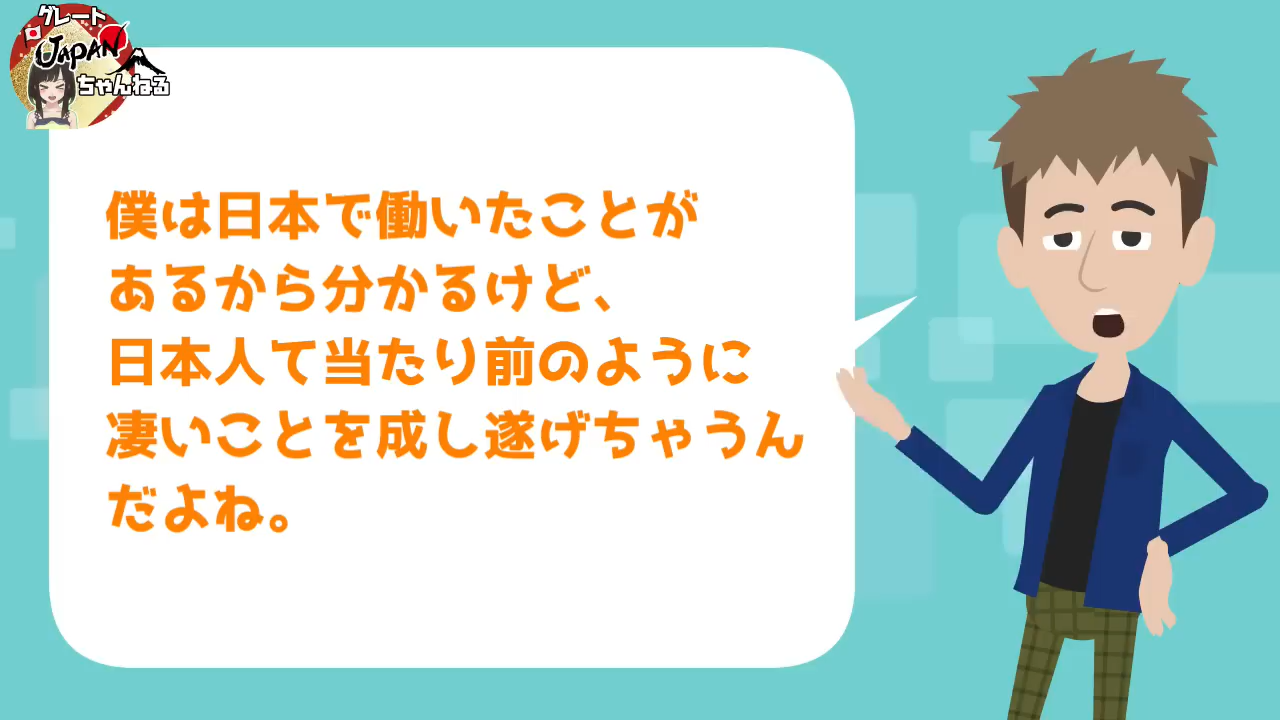 グレート
JAPAN
ちゃんねる
僕は日本で働いたことが
あるから分かるけど、
日本人て当たり前のように
凄いことを成し遂げちゃうん
だよね。